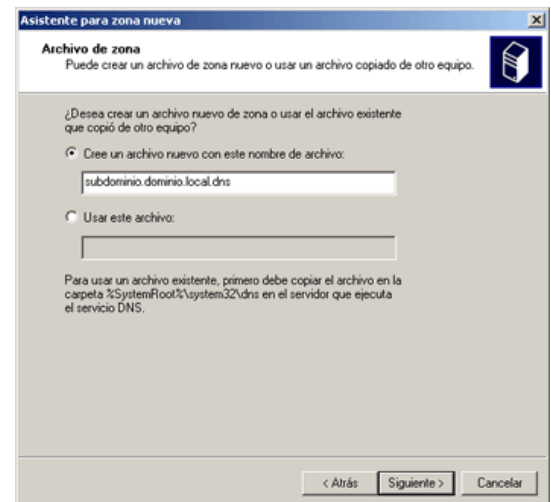 Asistente para zona nueva
Archivo de zona
Puede crear un archivo de zona nuevo o usar un archivo copiado de otro equipo.
¿Desea crear un archivo nuevo de zona o usar el archivo existente
que copió de otro equipo?
Cree un archivo nuevo con este nombre de archivo:
subdominio.dominio.local.dns
Usar este archivo:
Para usar un archivo existente, primero debe copiar el archivo en la
carpeta %SystemRoot%\system32\dns en el servidor que ejecuta
el servicio DNS.
< Atrás Siguiente > Cancelar